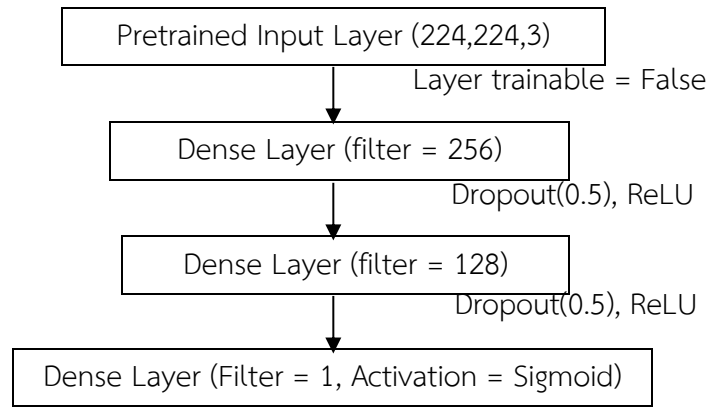 Pretrained Input Layer (224,224,3)
Layer trainable = False
Dense Layer (filter = 256)
Dropout(0.5), ReLU
Dense Layer (filter = 128)
Dropout(0.5), ReLU
Dense Layer (Filter = 1, Activation = Sigmoid)